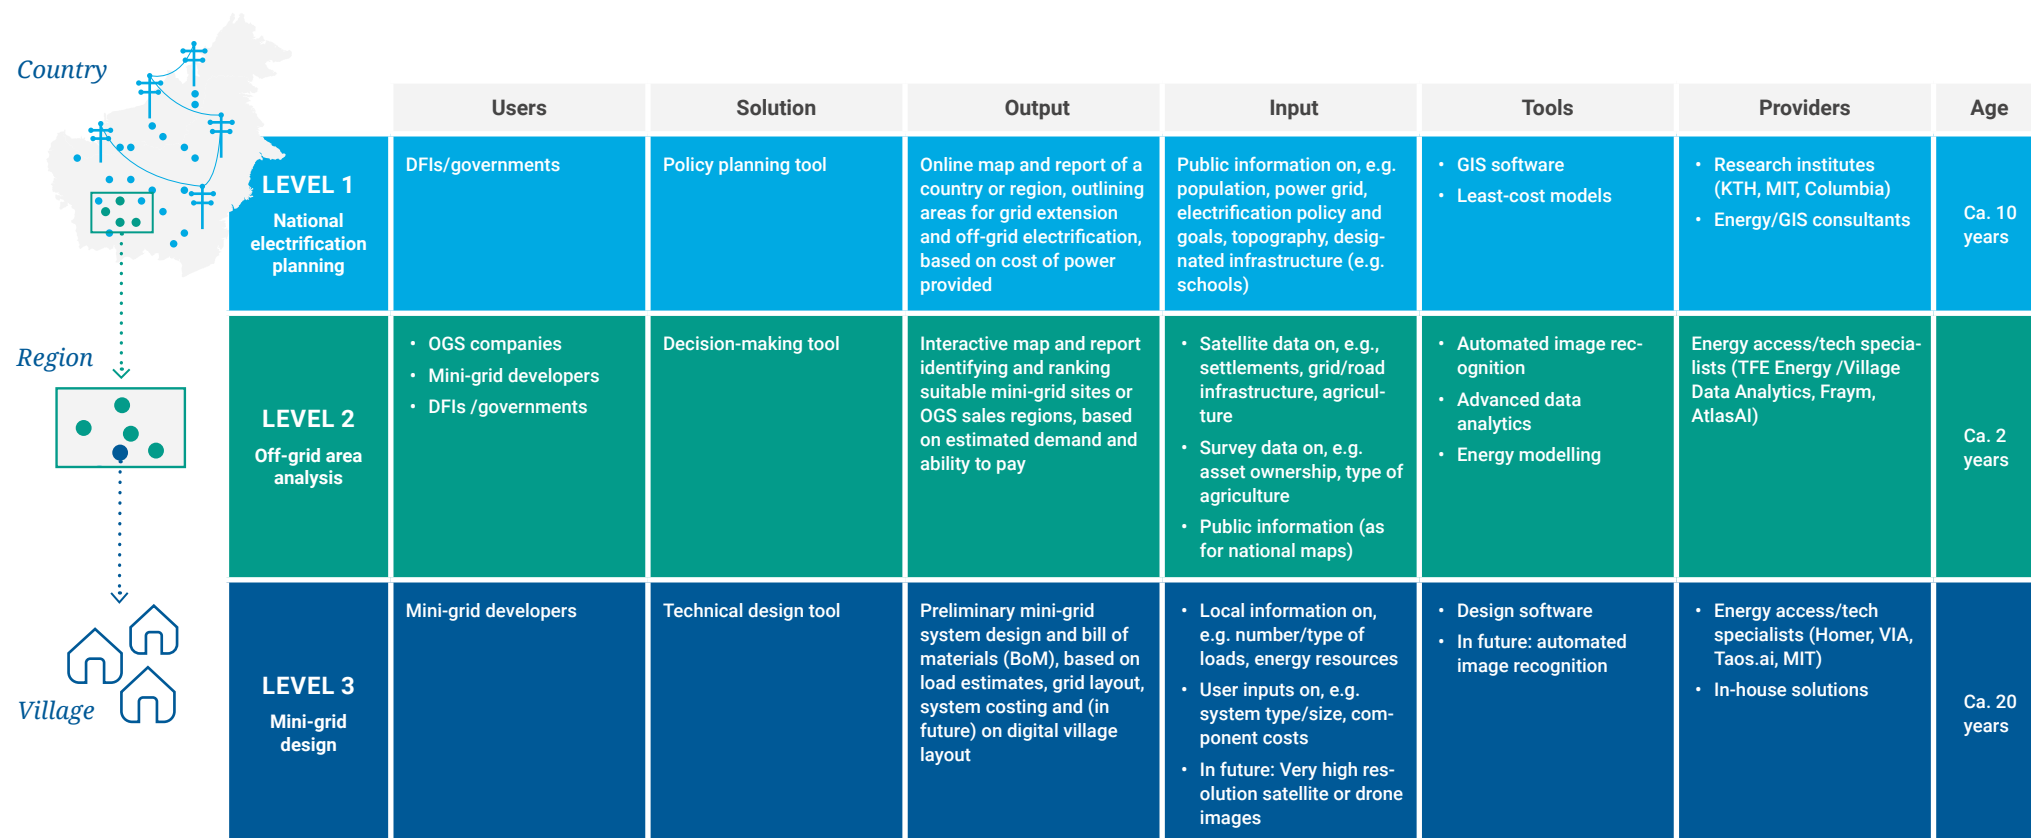 Country
Users
Solution
Output
Input
Tools
Providers
Age
LEVEL 1
National
electrification
planning
DFIs/governments
Policy planning tool
Online map and report of a
country or region, outlining
areas for grid extension
and off-grid electrification,
based on cost of power
provided
Public information on, e.g.
population, power grid,
electrification policy and
goals, topography, desig-
nated infrastructure (e.g.
schools)
• GIS software
• Least-cost models
• Research institutes
(KTH, MIT, Columbia)
• Energy/GIS consultants
Ca. 10
years
Region
LEVEL 2
Off-grid area
analysis
• OGS companies
• Mini-grid developers
• DFIs /governments
Decision-making tool
Interactive map and report
identifying and ranking
suitable mini-grid sites or
OGS sales regions, based
on estimated demand and
ability to pay
• Satellite data on, e.g.,
settlements, grid/road
infrastructure, agricul-
ture
• Survey data on, e.g.
asset ownership, type of
agriculture
• Public information (as
for national maps)
• Automated image rec-
ognition
• Advanced data
analytics
• Energy modelling
Energy access/tech specia-
lists (TFE Energy /Village
Data Analytics, Fraym,
AtlasAI)
Ca. 2
years
Village
LEVEL 3
Mini-grid
design
Mini-grid developers
Technical design tool
Preliminary mini-grid
system design and bill of
materials (BoM), based on
load estimates, grid layout,
system costing and (in
future) on digital village
layout
• Local information on,
e.g. number/type of
loads, energy resources
• User inputs on, e.g.
system type/size, com-
ponent costs
• In future: Very high res-
olution satellite or drone
images
• Design software
• In future: automated
image recognition
• Energy access/tech
specialists (Homer, VIA,
Taos.ai, MIT)
• In-house solutions
Ca. 20
years